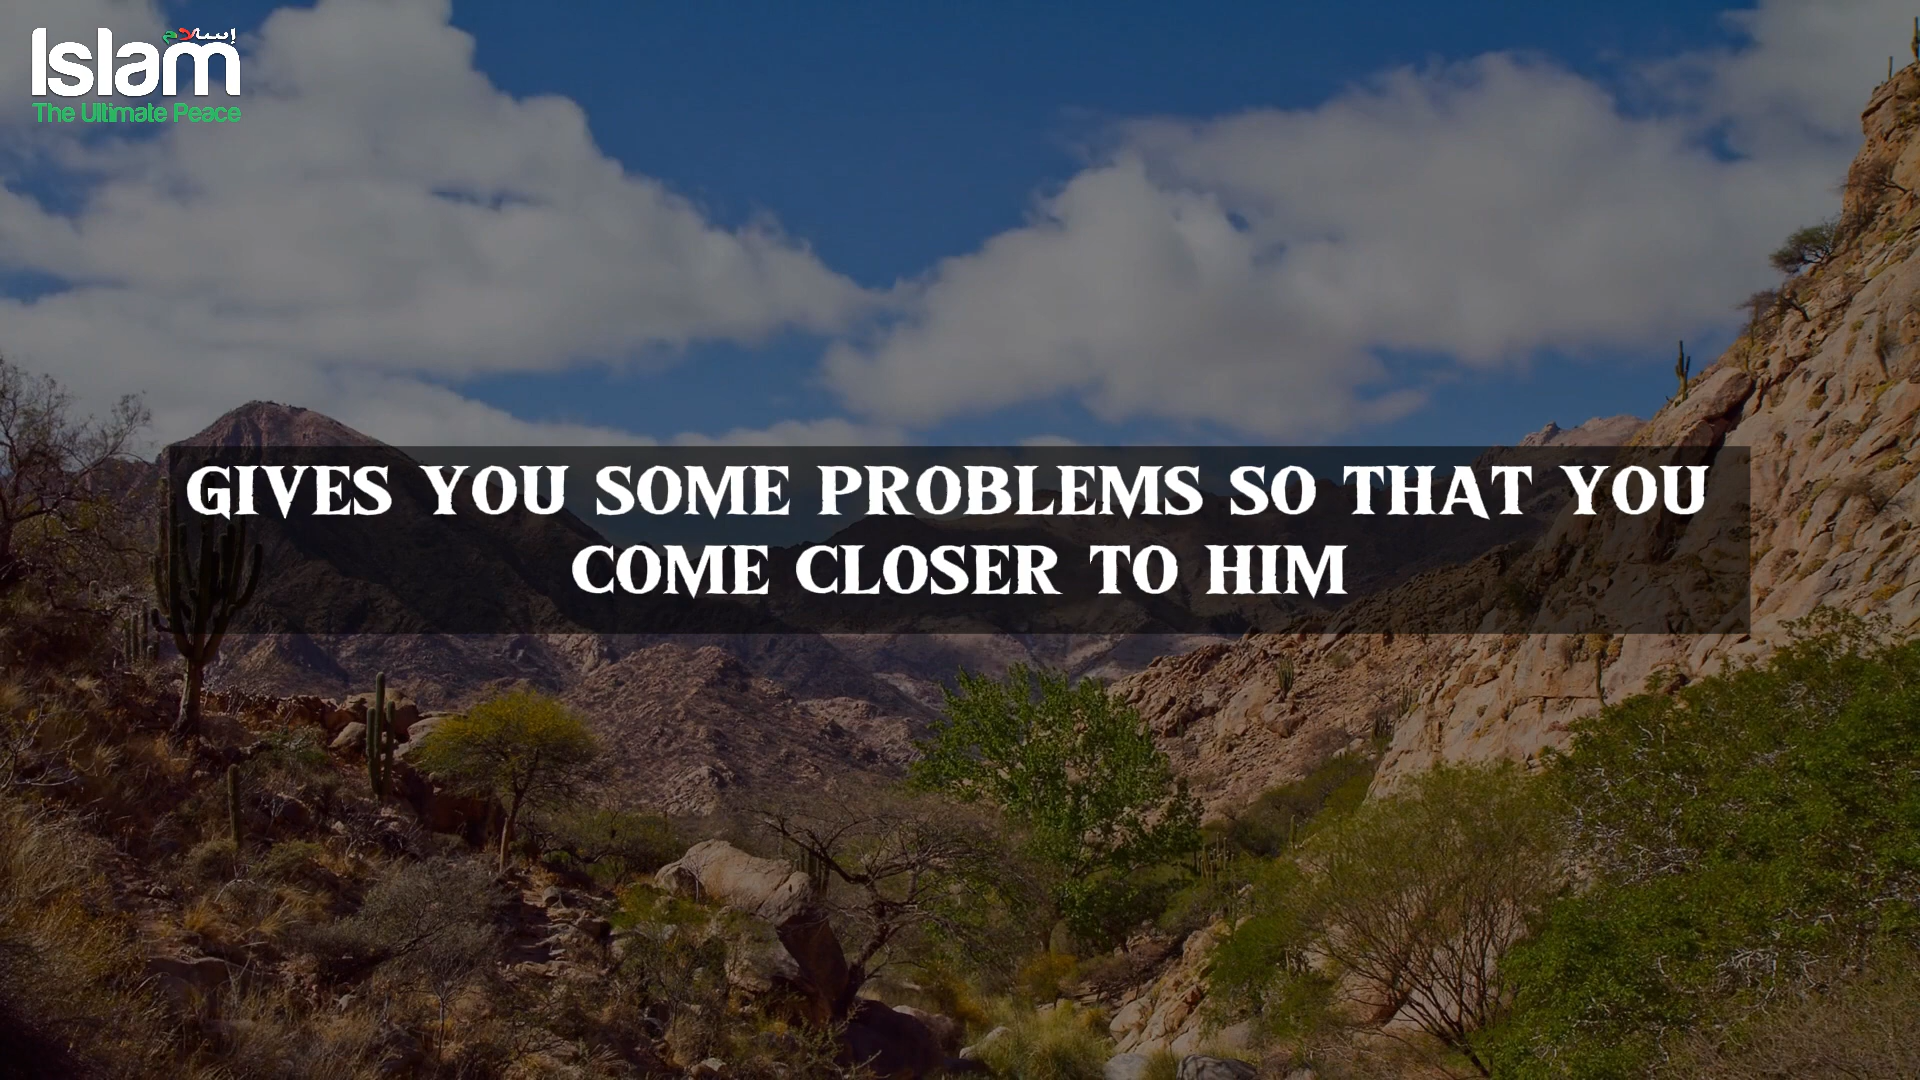 إسلام
Islam
The Ultimate Peace
GIVES YOU SOME PROBLEMS SO THAT YOU
COME CLOSER TO HIM